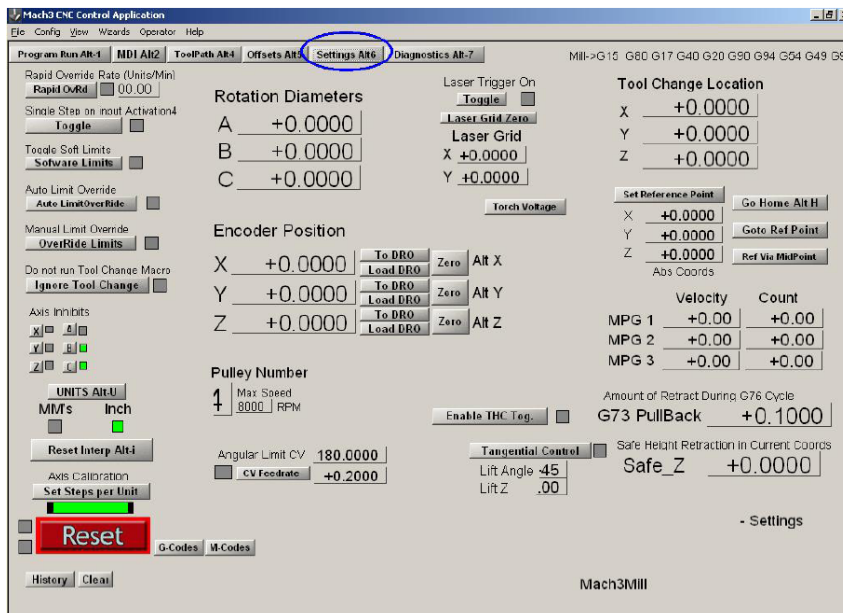 Mach3 CNC Control Application
File Config View Wizards Operator Help
Program Run Alt-1 MDI Alt2 ToolPath Alt4 Offsets Alt5 Settings Alt6 Diagnostics Alt-7 Mill->G15 G80 G17 G40 G20 G90 G94 G54 G49
Rapid Override Rate (Units/Min)
Rapid OvRd 00.00
Single Step on input Activation4
Toggle
Toggle Soft Limits
Sofware Limits
Auto Limit Override
Auto LimitOverRide
Manual Limit Override
OverRide Limits
Do not run Tool Change Macro
Ignore Tool Change
Axis Inhibits
X A
Y B
Z C
UNITS Alt-U
MM's Inch
Reset Interp Alt-i
Axis Calibration
Set Steps per Unit
Reset
G-Codes M-Codes
History Clear
Rotation Diameters
A +0.0000
B +0.0000
C +0.0000
Encoder Position
X +0.0000 To DRO Load DRO Zero Alt X
Y +0.0000 To DRO Load DRO Zero Alt Y
Z +0.0000 To DRO Load DRO Zero Alt Z
Pulley Number
1 Max Speed
8000 RPM
Angular Limit CV 180.0000
CV Feedrate +0.2000
Laser Trigger On
Toggle
Laser Grid Zero
Laser Grid
X +0.0000
Y +0.0000
Torch Voltage
Enable THC Tog.
Tangential Control
Lift Angle -45
Lift Z .00
Tool Change Location
X +0.0000
Y +0.0000
Z +0.0000
Set Reference Point
X +0.0000
Y +0.0000
Z +0.0000
Abs Coords
Go Home Alt H
Goto Ref Point
Ref Via MidPoint
Velocity Count
MPG 1 +0.00 +0.00
MPG 2 +0.00 +0.00
MPG 3 +0.00 +0.00
Amount of Retract During G76 Cycle
G73 PullBack +0.1000
Safe Height Retraction in Current Coords
Safe_Z +0.0000
- Settings
Mach3Mill